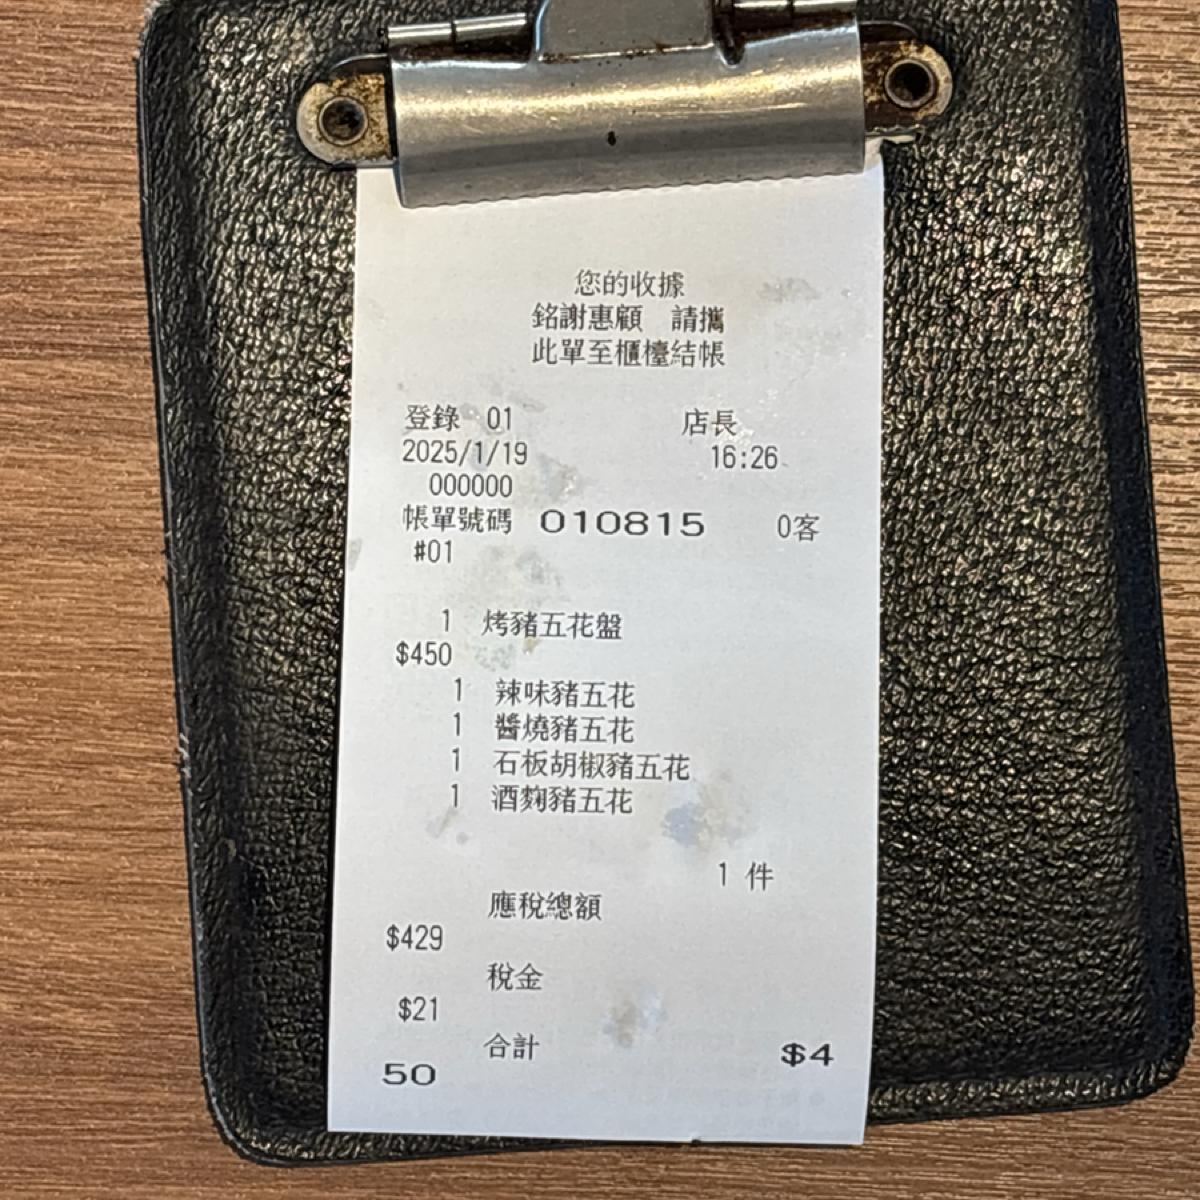 您的收據
銘謝惠顧 請攜
此單至櫃檯結帳
登錄 01 店長
2025/1/19 16:26
000000
帳單號碼 010815 0客
#01
1 烤豬五花盤
$450
1 辣味豬五花
1 醬燒豬五花
1 石板胡椒豬五花
1 酒麴豬五花
1 件
應稅總額
$429
稅金
$21
合計 $4
50